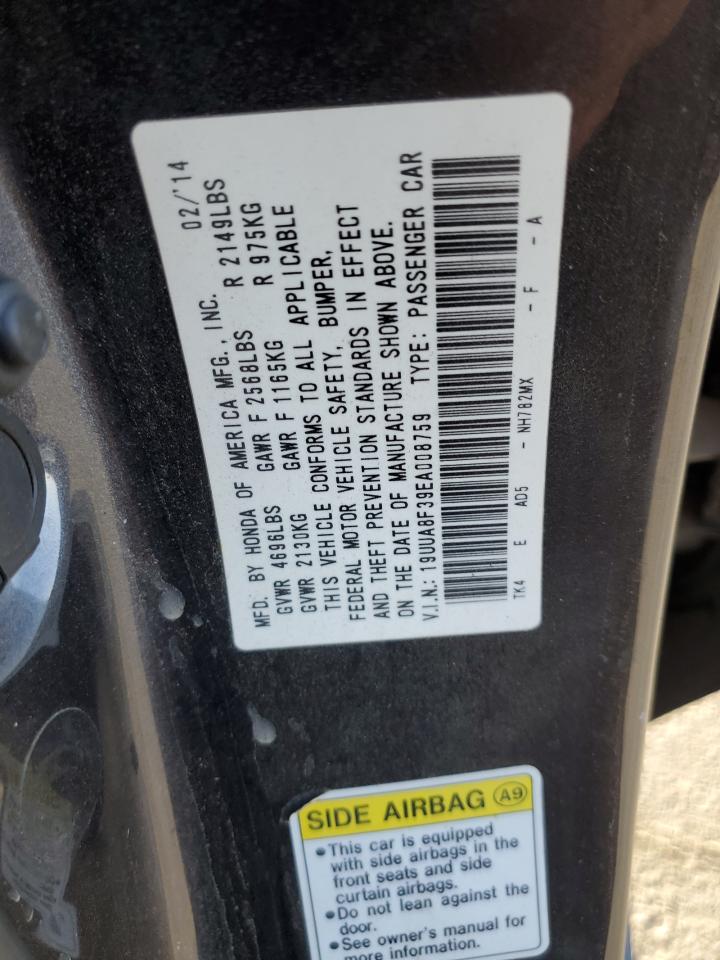 MFD. BY HONDA OF AMERICA MFG., INC. 02/'14
GVWR 4696LBS GAWR F 2568LBS R 2149LBS
GVWR 2130KG GAWR F 1165KG R 975KG
THIS VEHICLE CONFORMS TO ALL APPLICABLE
FEDERAL MOTOR VEHICLE SAFETY, BUMPER,
AND THEFT PREVENTION STANDARDS IN EFFECT
ON THE DATE OF MANUFACTURE SHOWN ABOVE.
V.I.N.: 19UUA8F39EA008759 TYPE: PASSENGER CAR
TK4 E AD5 - NH782MX - F - A
SIDE AIRBAG A9
•This car is equipped
with side airbags in the
front seats and side
curtain airbags.
•Do not lean against the
door.
•See owner's manual for
more information.